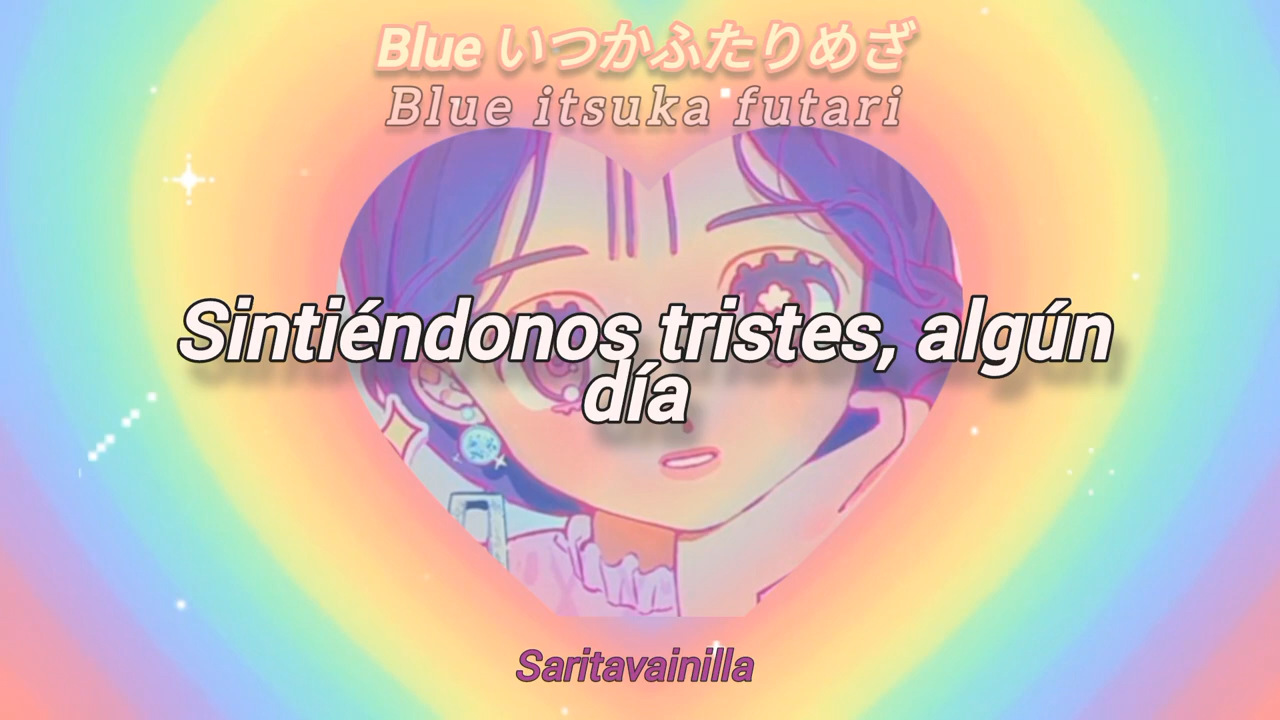 Blue いつかふたりめざ
Blue itsuka futari
Sintiéndonos tristes, algún
día
Saritavainilla